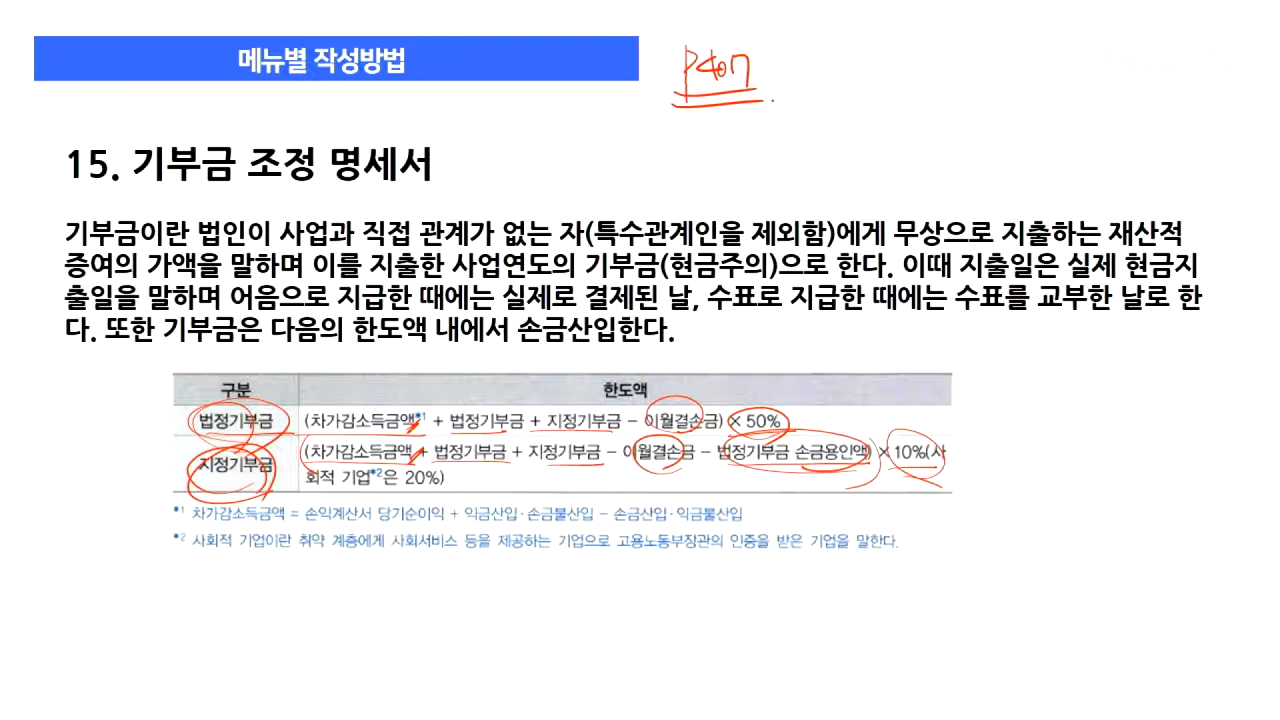 메뉴별 작성방법
P407
15. 기부금 조정 명세서
기부금이란 법인이 사업과 직접 관계가 없는 자(특수관계인을 제외함)에게 무상으로 지출하는 재산적
증여의 가액을 말하며 이를 지출한 사업연도의 기부금(현금주의)으로 한다. 이때 지출일은 실제 현금지
출일을 말하며 어음으로 지급한 때에는 실제로 결제된 날, 수표로 지급한 때에는 수표를 교부한 날로 한
다. 또한 기부금은 다음의 한도액 내에서 손금산입한다.
구분 한도액
법정기부금 (차가감소득금액*1 + 법정기부금 + 지정기부금 - 이월결손금) × 50%
지정기부금 (차가감소득금액 + 법정기부금 + 지정기부금 - 이월결손금 - 법정기부금 손금용인액) × 10%(사
회적 기업*2은 20%)
*1 차가감소득금액 = 손익계산서 당기순이익 + 익금산입·손금불산입 - 손금산입·익금불산입
*2 사회적 기업이란 취약 계층에게 사회서비스 등을 제공하는 기업으로 고용노동부장관의 인증을 받은 기업을 말한다.